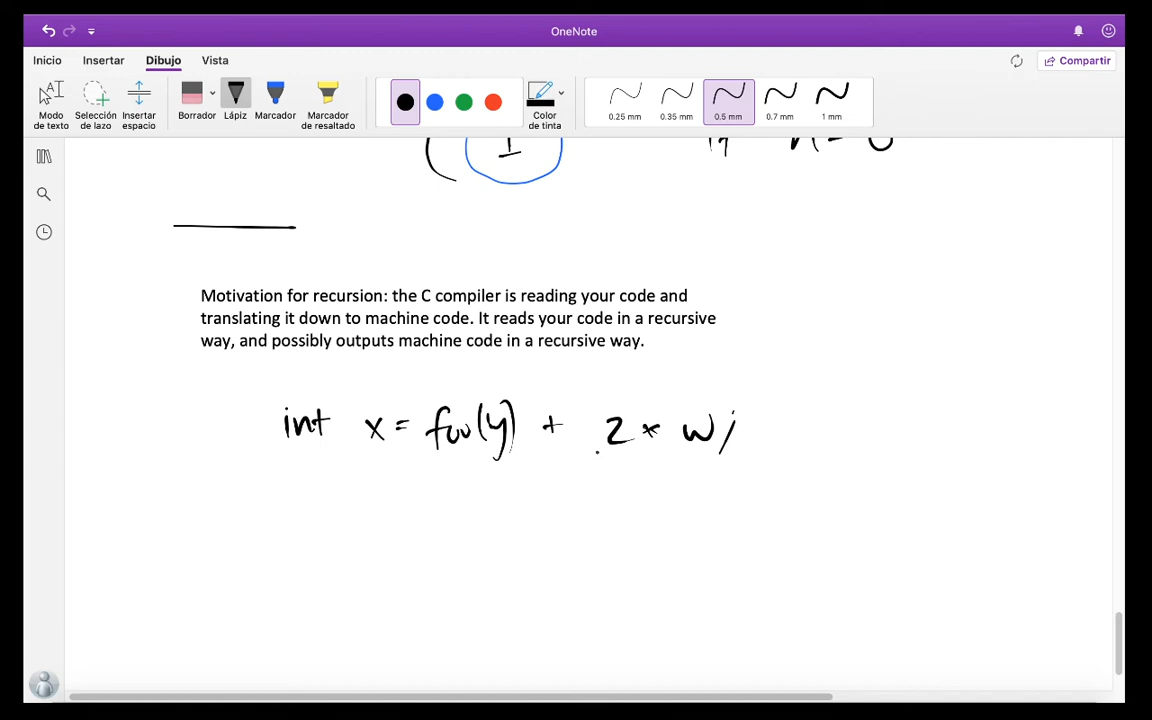 OneNote
Inicio Insertar Dibujo Vista Compartir
Modo de texto Selección de lazo Insertar espacio Borrador Lápiz Marcador Marcador de resaltado Color de tinta 0.25 mm 0.35 mm 0.5 mm 0.7 mm 1 mm
1
Motivation for recursion: the C compiler is reading your code and
translating it down to machine code. It reads your code in a recursive
way, and possibly outputs machine code in a recursive way.
int x = foo(y) + 2 * w;